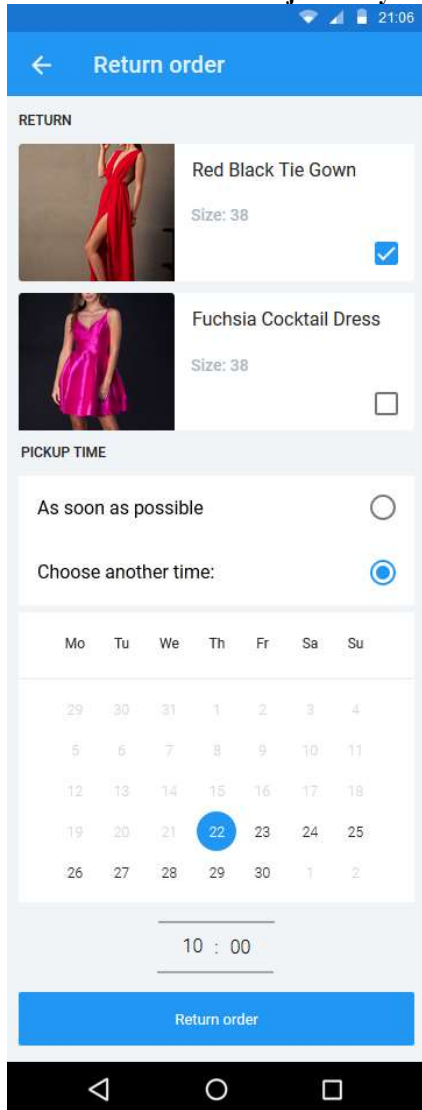 21:06
Return order
RETURN
Red Black Tie Gown
Size: 38
Fuchsia Cocktail Dress
Size: 38
PICKUP TIME
As soon as possible
Choose another time:
Mo Tu We Th Fr Sa Su
29 30 31 1 2 3 4
5 6 7 8 9 10 11
12 13 14 15 16 17 18
19 20 21 22 23 24 25
26 27 28 29 30 1 2
10 : 00
Return order